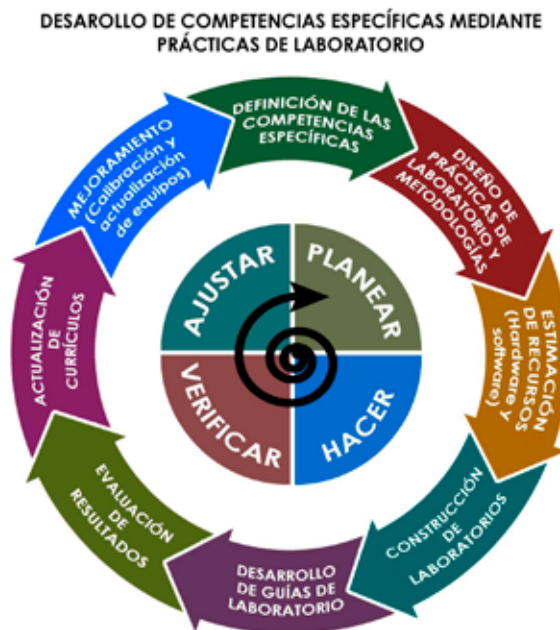 DESAROLLO DE COMPETENCIAS ESPECÍFICAS MEDIANTE
PRÁCTICAS DE LABORATORIO
DEFINICIÓN DE LAS
COMPETENCIAS
ESPECÍFICAS
DISEÑO DE
PRÁCTICAS DE
LABORATORIO Y
METODOLOGÍAS
ESTIMACIÓN
DE RECURSOS
(Hardware y
software)
CONSTRUCCIÓN
DE
LABORATORIOS
DESARROLLO
DE GUÍAS DE
LABORATORIO
EVALUACIÓN
DE
RESULTADOS
ACTUALIZACIÓN
DE
CURRÍCULOS
MEJORAMIENTO
(Calibración y
actualización
de equipos)
AJUSTAR
PLANEAR
HACER
VERIFICAR